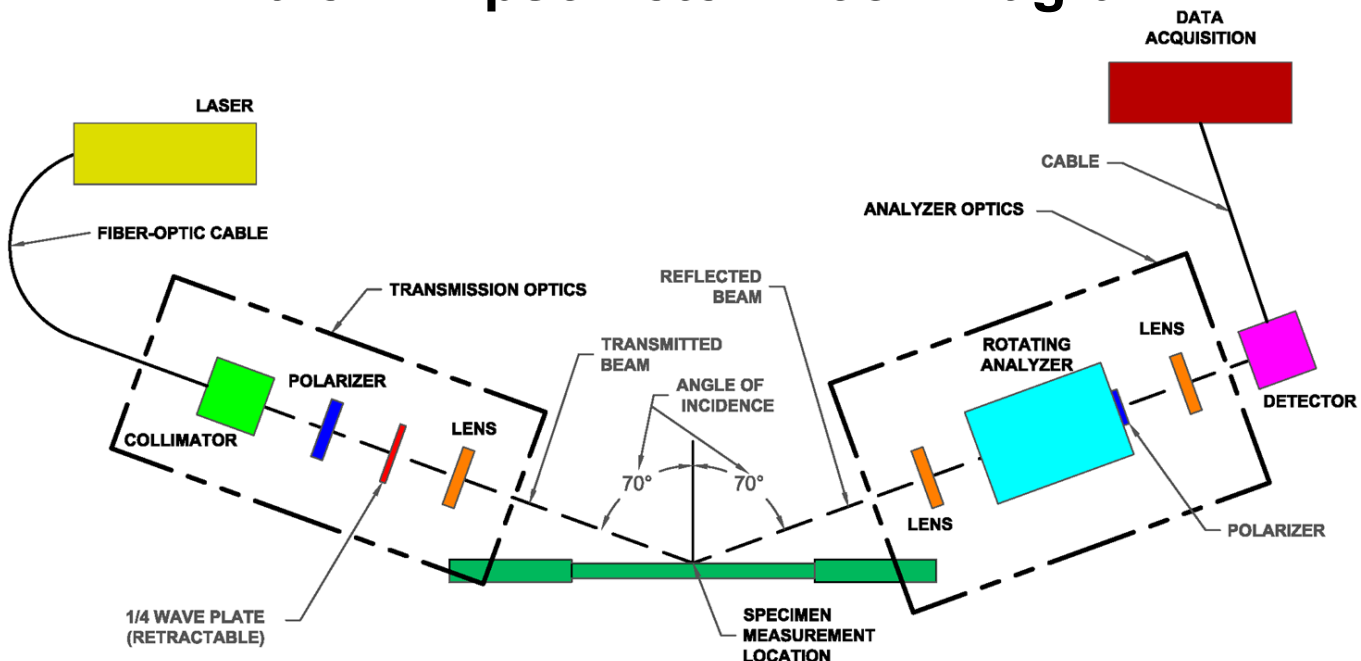 DATA
ACQUISITION
LASER
CABLE
ANALYZER OPTICS
FIBER-OPTIC CABLE
REFLECTED
BEAM
TRANSMISSION OPTICS
LENS
ROTATING
ANALYZER
TRANSMITTED
BEAM
POLARIZER
ANGLE OF
INCIDENCE
DETECTOR
COLLIMATOR
LENS
70°
70°
LENS
POLARIZER
1/4 WAVE PLATE
(RETRACTABLE)
SPECIMEN
MEASUREMENT
LOCATION